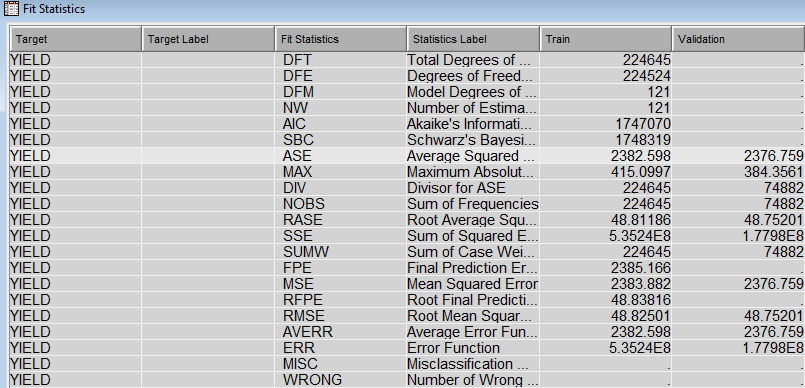 Fit Statistics
Target Target Label Fit Statistics Statistics Label Train Validation
YIELD DFT Total Degrees of ... 224645 .
YIELD DFE Degrees of Freed... 224524 .
YIELD DFM Model Degrees of ... 121 .
YIELD NW Number of Estima... 121 .
YIELD AIC Akaike's Informati... 1747070 .
YIELD SBC Schwarz's Bayesi... 1748319 .
YIELD ASE Average Squared ... 2382.598 2376.759
YIELD MAX Maximum Absolut... 415.0997 384.3561
YIELD DIV Divisor for ASE 224645 74882
YIELD NOBS Sum of Frequencies 224645 74882
YIELD RASE Root Average Squ... 48.81186 48.75201
YIELD SSE Sum of Squared E... 5.3524E8 1.7798E8
YIELD SUMW Sum of Case Wei... 224645 74882
YIELD FPE Final Prediction Er... 2385.166 .
YIELD MSE Mean Squared Error 2383.882 2376.759
YIELD RFPE Root Final Predicti... 48.83816 .
YIELD RMSE Root Mean Squar... 48.82501 48.75201
YIELD AVERR Average Error Fun... 2382.598 2376.759
YIELD ERR Error Function 5.3524E8 1.7798E8
YIELD MISC Misclassification ... . .
YIELD WRONG Number of Wrong ... . .